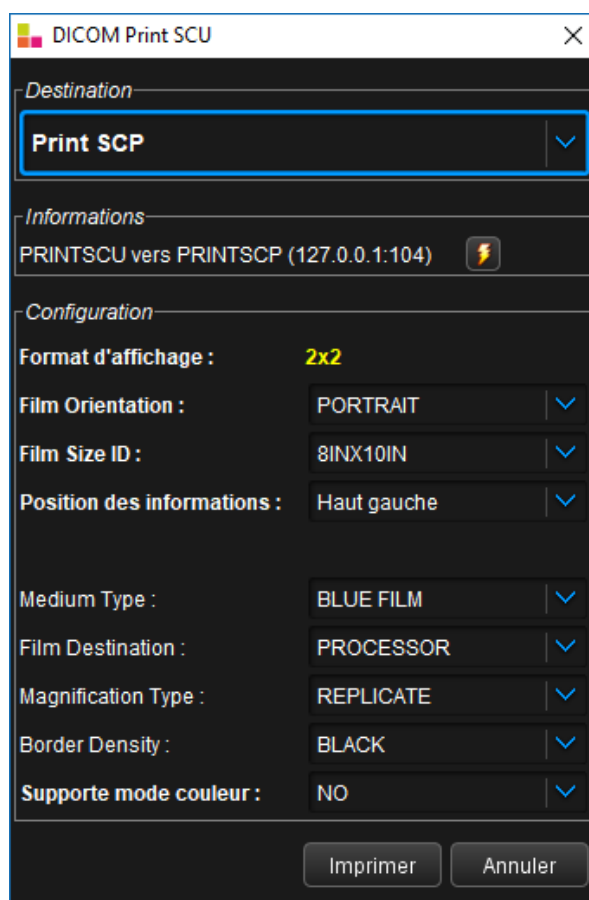 DICOM Print SCU
Destination
Print SCP
Informations
PRINTSCU vers PRINTSCP (127.0.0.1:104)
Configuration
Format d'affichage : 2x2
Film Orientation : PORTRAIT
Film Size ID : 8INX10IN
Position des informations : Haut gauche
Medium Type : BLUE FILM
Film Destination : PROCESSOR
Magnification Type : REPLICATE
Border Density : BLACK
Supporte mode couleur : NO
Imprimer Annuler